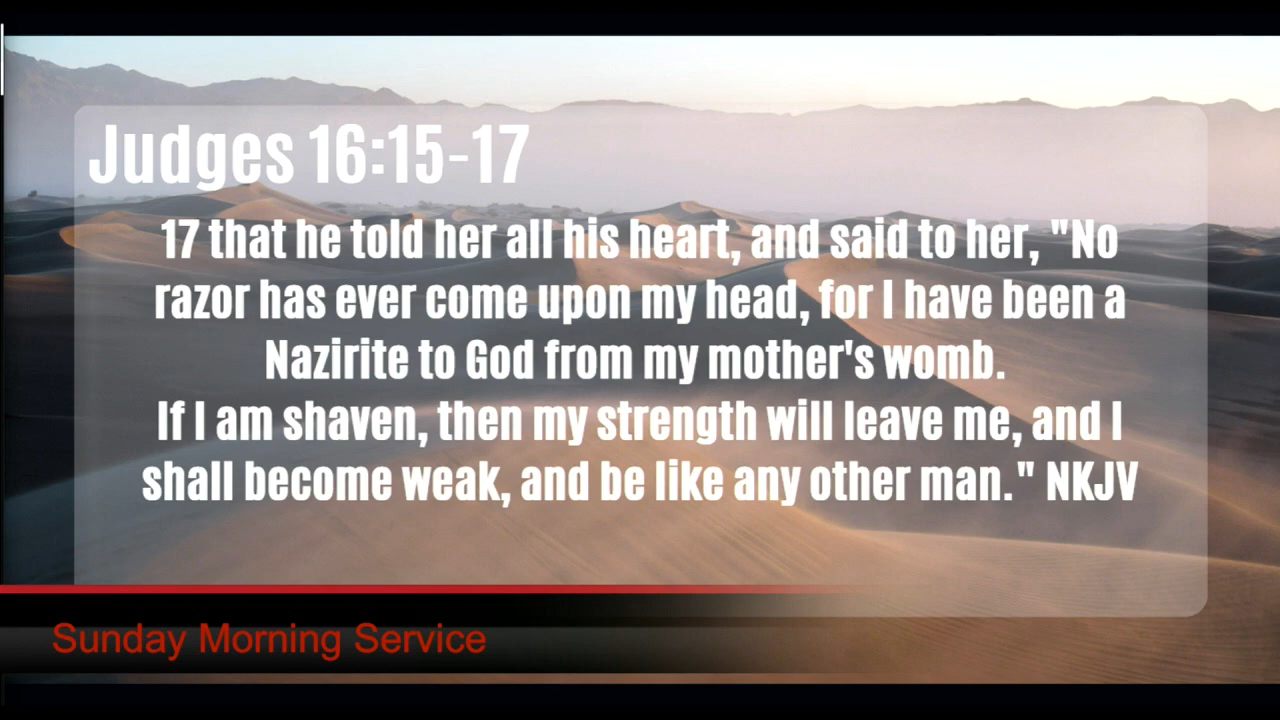 Judges 16:15-17
17 that he told her all his heart, and said to her, "No
razor has ever come upon my head, for I have been a
Nazirite to God from my mother's womb.
If I am shaven, then my strength will leave me, and I
shall become weak, and be like any other man." NKJV
Sunday Morning Service